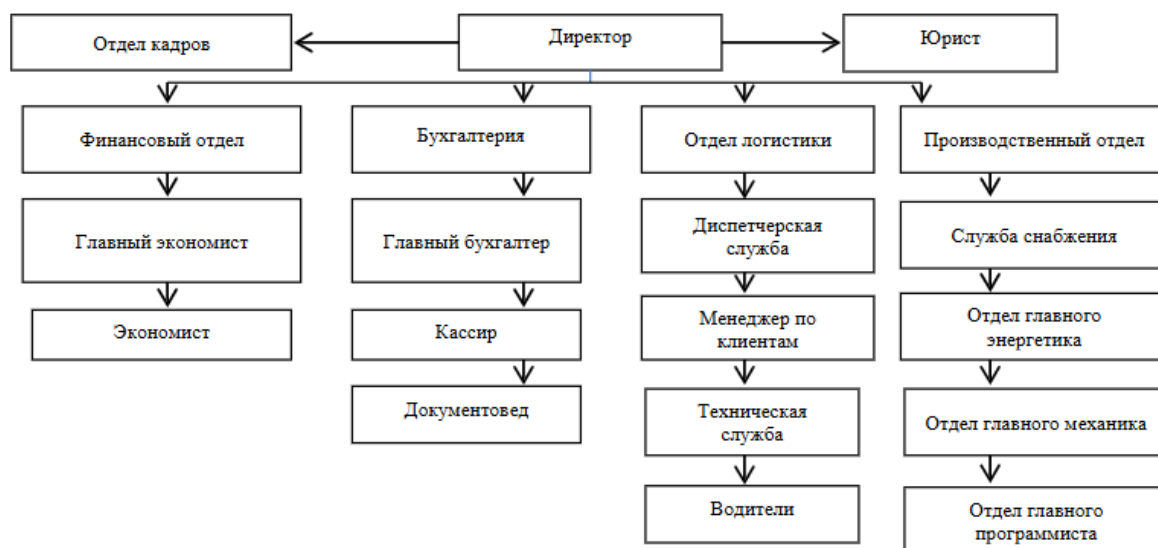 Отдел кадров
Директор
Юрист
Финансовый отдел
Бухгалтерия
Отдел логистики
Производственный отдел
Главный экономист
Главный бухгалтер
Диспетчерская
служба
Служба снабжения
Экономист
Кассир
Менеджер по
клиентам
Отдел главного
энергетика
Документовед
Техническая
служба
Отдел главного механика
Водители
Отдел главного
программиста